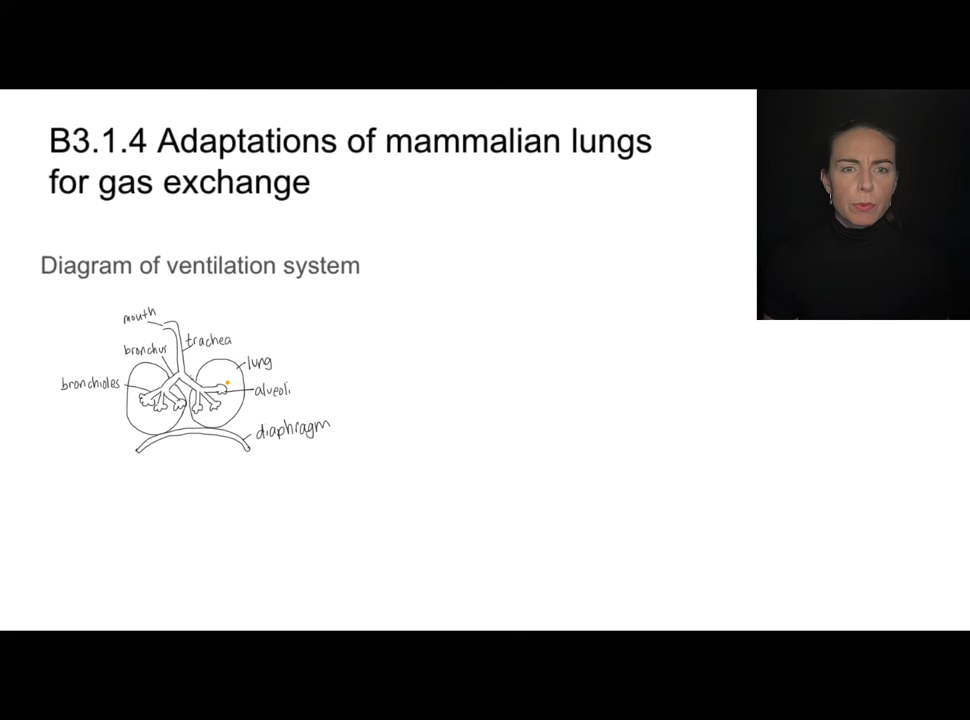 B3.1.4 Adaptations of mammalian lungs
for gas exchange
Diagram of ventilation system
mouth
trachea
bronchus
lung
bronchioles
alveoli
diaphragm